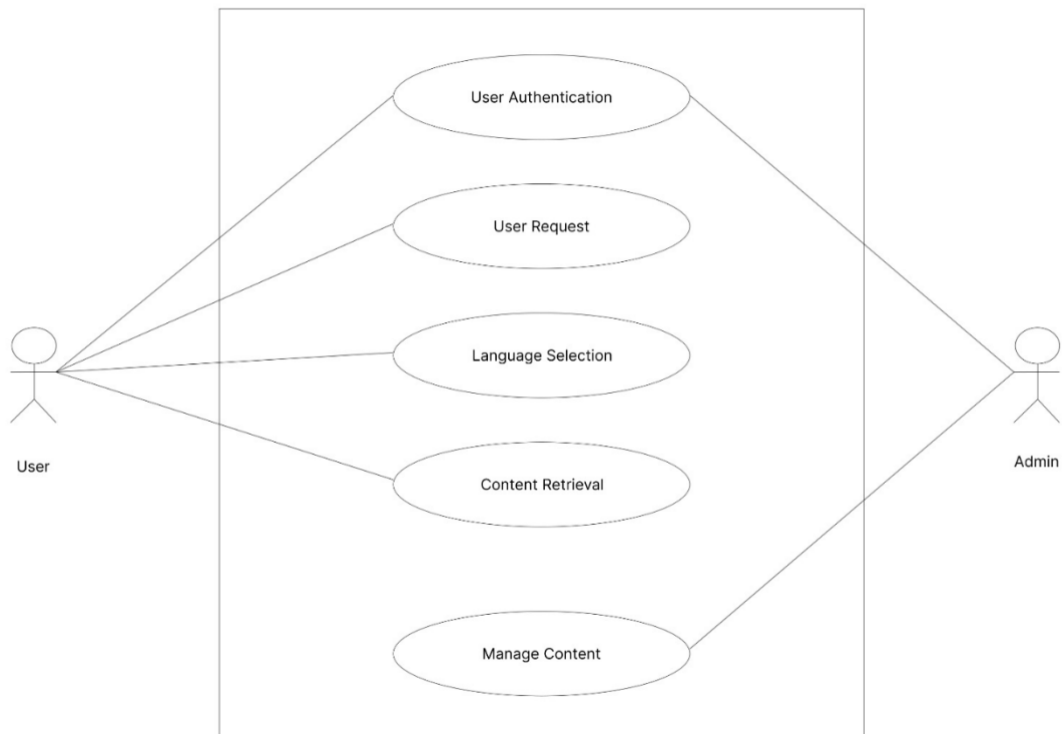 User Authentication
User Request
Language Selection
Content Retrieval
User
Admin
Manage Content